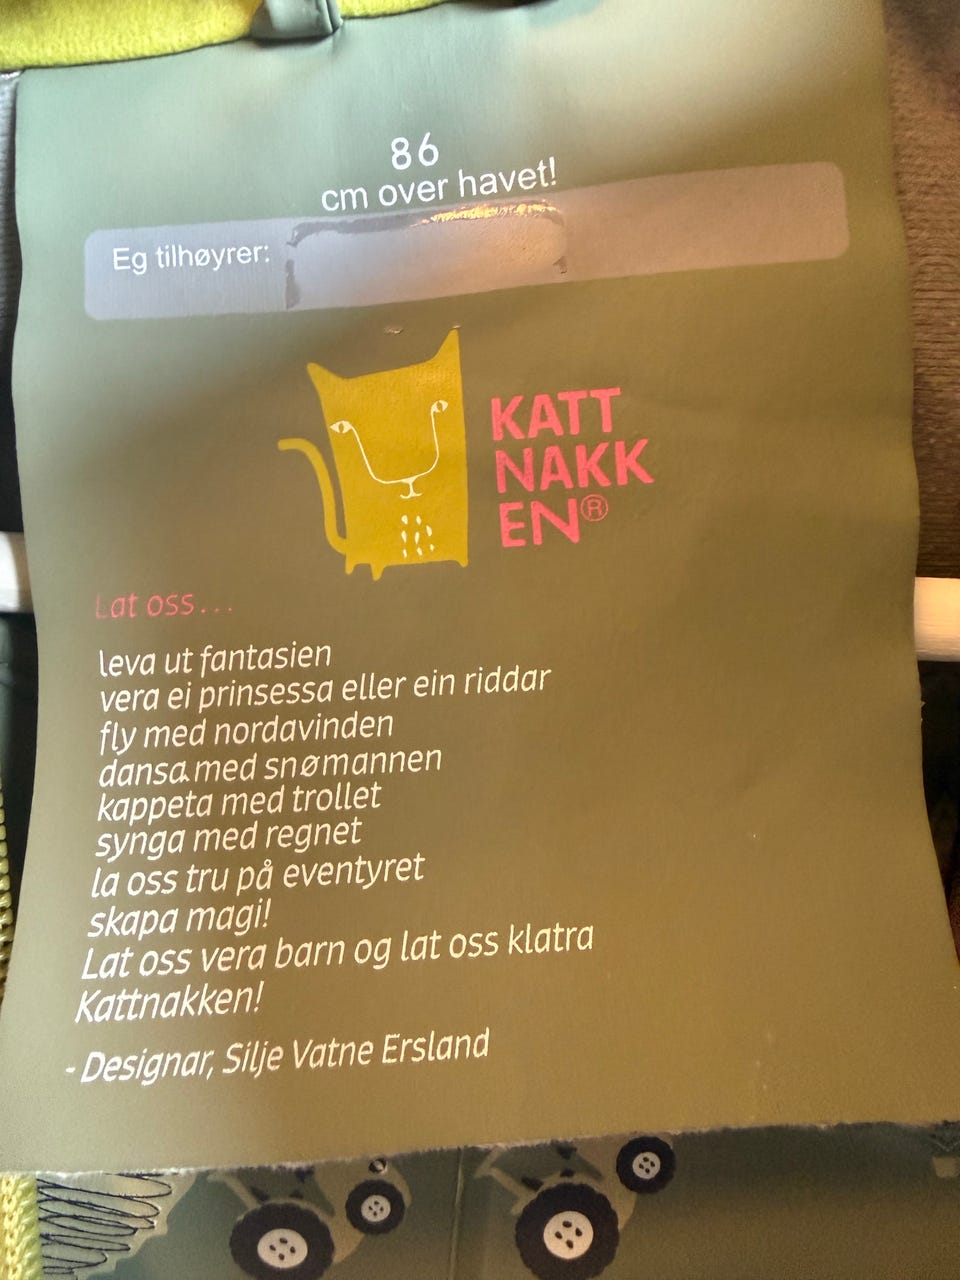 86
cm over havet!
Eg tilhøyrer:
KATT
NAKK
EN®
Lat oss...
leva ut fantasien
vera ei prinsessa eller ein riddar
fly med nordavinden
dansa med snømannen
kappeta med trollet
synga med regnet
la oss tru på eventyret
skapa magi!
Lat oss vera barn og lat oss klatra
Kattnakken!
- Designar, Silje Vatne Ersland